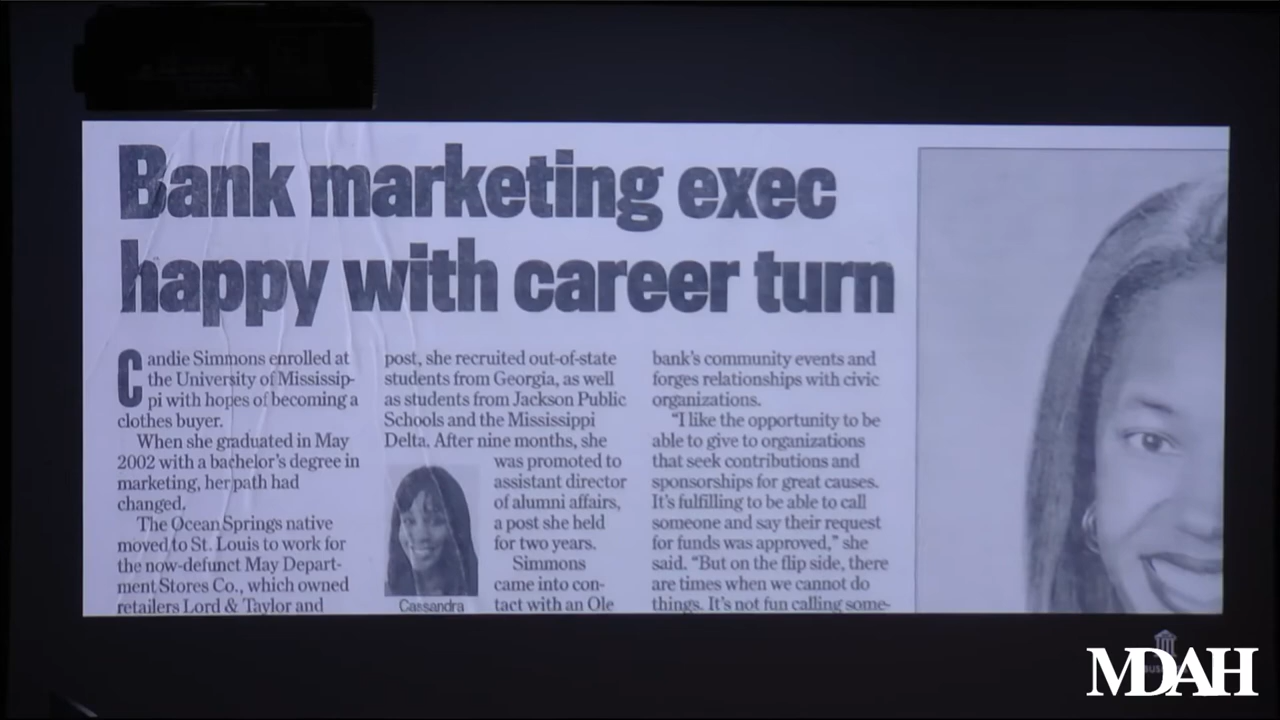 Bank marketing exec
happy with career turn
Candie Simmons enrolled at
the University of Mississip-
pi with hopes of becoming a
clothes buyer.
When she graduated in May
2002 with a bachelor's degree in
marketing, her path had
changed.
The Ocean Springs native
moved to St. Louis to work for
the now-defunct May Depart-
ment Stores Co., which owned
retailers Lord & Taylor and
post, she recruited out-of-state
students from Georgia, as well
as students from Jackson Public
Schools and the Mississippi
Delta. After nine months, she
was promoted to
assistant director
of alumni affairs,
a post she held
for two years.
Simmons
came into con-
tact with an Ole
Cassandra
bank's community events and
forges relationships with civic
organizations.
"I like the opportunity to be
able to give to organizations
that seek contributions and
sponsorships for great causes.
It's fulfilling to be able to call
someone and say their request
for funds was approved," she
said. "But on the flip side, there
are times when we cannot do
things. It's not fun calling some-
MDAH